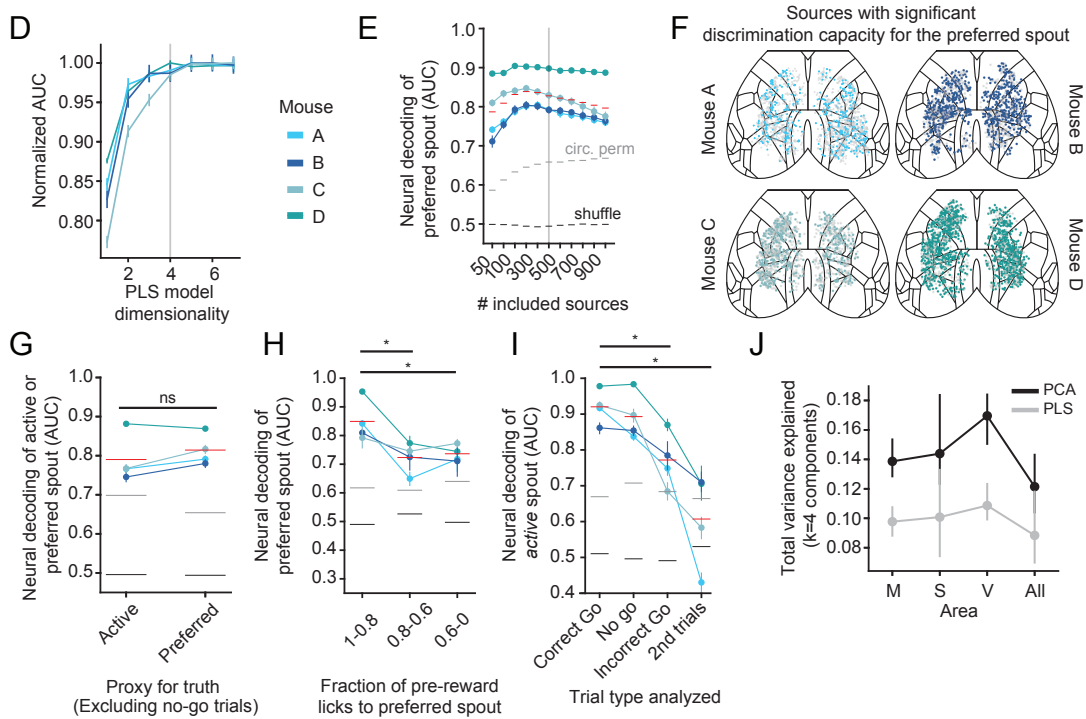 D
Normalized AUC
1.00
0.95
0.90
0.85
0.80
2
4
6
PLS model
dimensionality
Mouse
A
B
C
D
E
Neural decoding of
preferred spout (AUC)
1.0
0.9
0.8
0.7
0.6
0.5
circ. perm
shuffle
50
100
300
500
700
900
# included sources
F
Sources with significant
discrimination capacity for the preferred spout
Mouse A
Mouse B
Mouse C
Mouse D
G
Neural decoding of active or
preferred spout (AUC)
1.0
0.9
0.8
0.7
0.6
0.5
ns
Active
Preferred
Proxy for truth
(Excluding no-go trials)
H
Neural decoding of
preferred spout (AUC)
1.0
0.9
0.8
0.7
0.6
0.5
0.4
0.3
*
*
1-0.8
0.8-0.6
0.6-0
Fraction of pre-reward
licks to preferred spout
I
Neural decoding of
active spout (AUC)
1.0
0.9
0.8
0.7
0.6
0.5
0.4
*
*
Correct Go
No go
Incorrect Go
2nd trials
Trial type analyzed
J
Total variance explained
(k=4 components)
0.18
0.16
0.14
0.12
0.10
0.08
PCA
PLS
M
S
V
All
Area